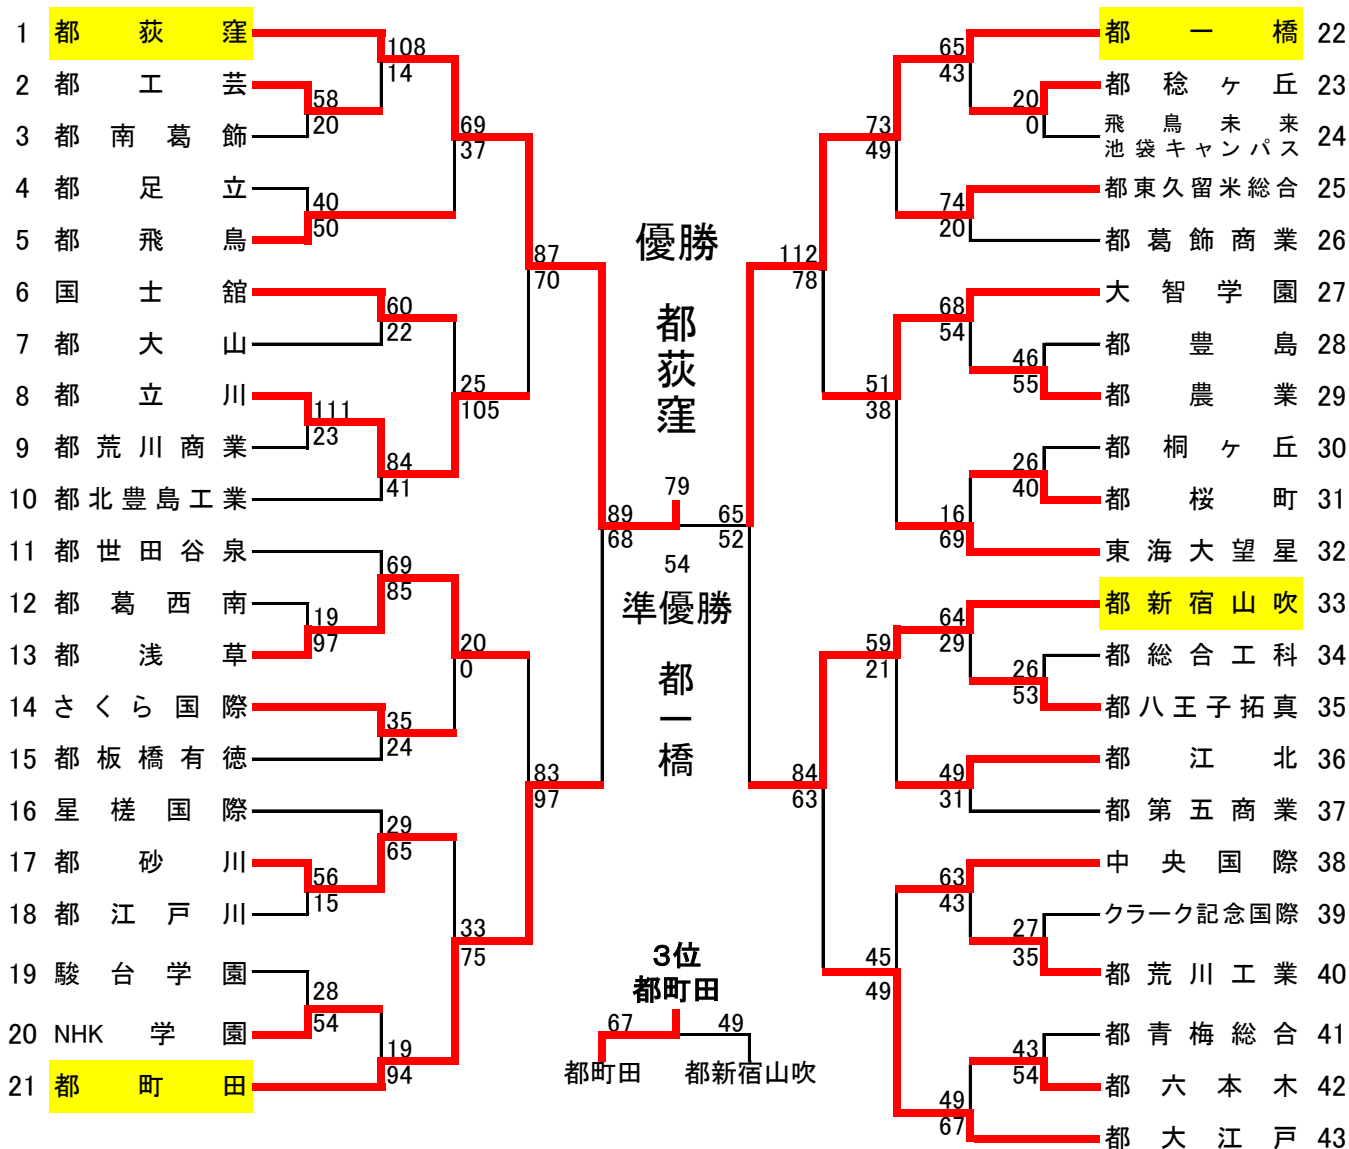 1 都荻窪
2 都工芸
3 都南葛飾
4 都足立
5 都飛鳥
6 国士舘
7 都大山
8 都立川
9 都荒川商業
10 都北豊島工業
11 都世田谷泉
12 都葛西南
13 都浅草
14 さくら国際
15 都板橋有徳
16 星槎国際
17 都砂川
18 都江戸川
19 駿台学園
20 NHK学園
21 都町田
108
14
58
20
69
37
40
50
87
70
60
22
25
105
111
23
84
41
89
68
69
85
19
97
20
0
35
24
83
97
29
65
56
15
33
75
28
54
19
94
優勝
都荻窪
79
54
準優勝
都一橋
3位
都町田
67
49
都町田
都新宿山吹
65
43
20
0
73
49
74
20
112
78
68
54
46
55
51
38
26
40
16
69
65
52
64
29
26
53
59
21
49
31
84
63
63
43
27
35
45
49
43
54
49
67
都一橋 22
都稔ヶ丘 23
飛鳥未来
池袋キャンパス 24
都東久留米総合 25
都葛飾商業 26
大智学園 27
都豊島 28
都農業 29
都桐ヶ丘 30
都桜町 31
東海大望星 32
都新宿山吹 33
都総合工科 34
都八王子拓真 35
都江北 36
都第五商業 37
中央国際 38
クラーク記念国際 39
都荒川工業 40
都青梅総合 41
都六本木 42
都大江戸 43